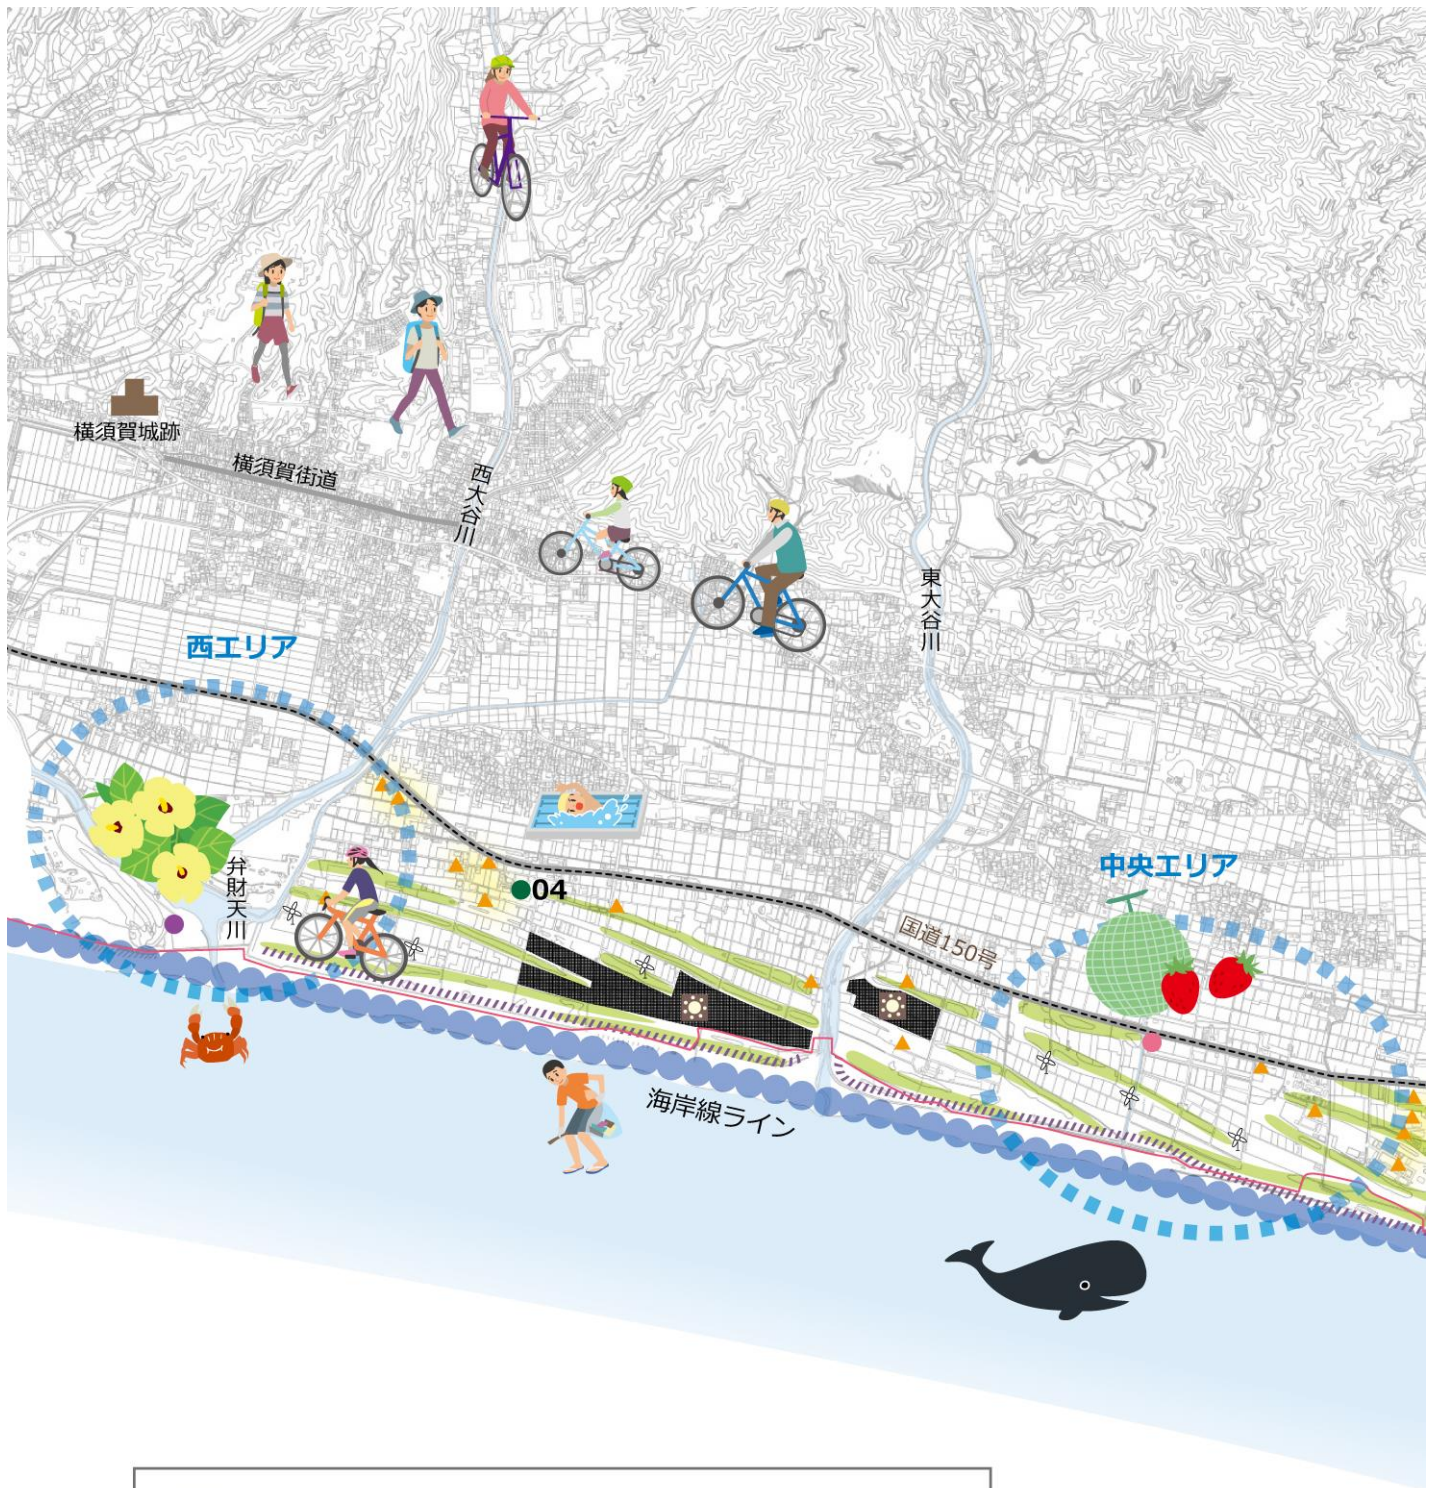 横須賀城跡
横須賀街道
西大谷川
東大谷川
西エリア
弁財天川
04
中央エリア
国道150号
海岸線ライン